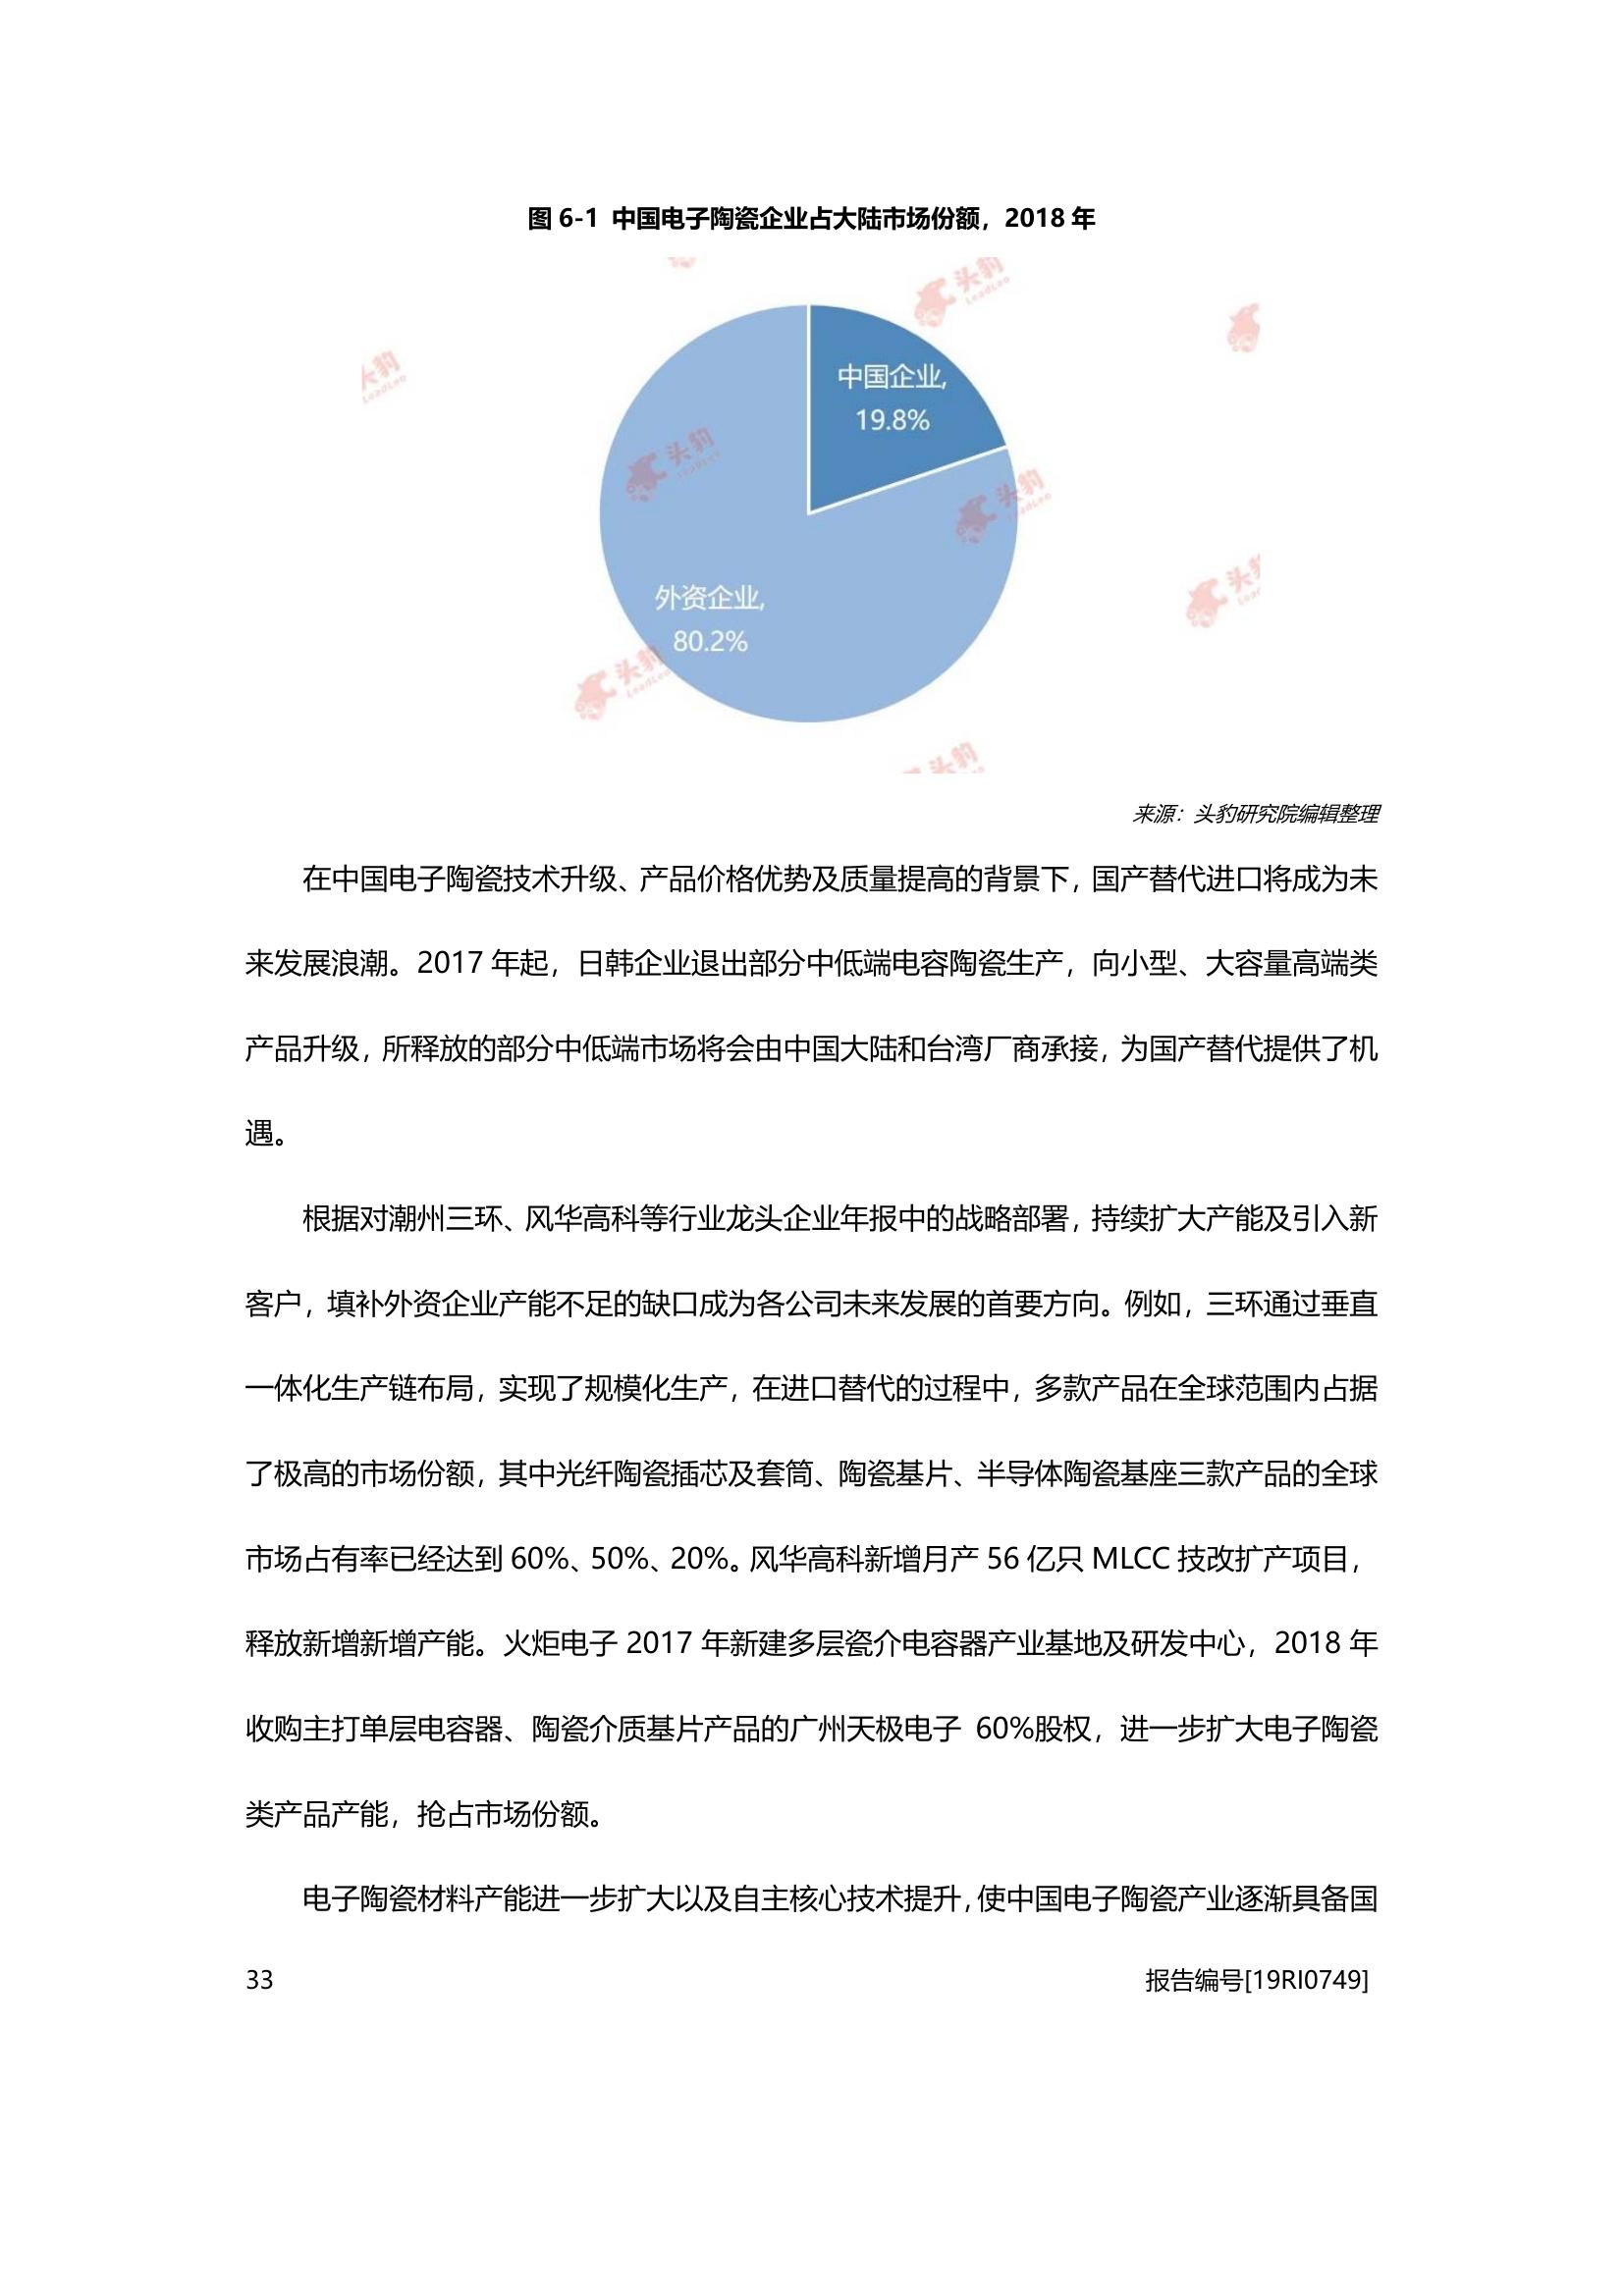 图 6-1 中国电子陶瓷企业占大陆市场份额，2018 年
头豹
LeadLeo
头豹
LeadLeo
中国企业,
19.8%
头豹
头豹
LeadLeo
头豹
外资企业,
80.2%
头豹
LeadLeo
头豹
来源：头豹研究院编辑整理
在中国电子陶瓷技术升级、产品价格优势及质量提高的背景下，国产替代进口将成为未
来发展浪潮。2017 年起，日韩企业退出部分中低端电容陶瓷生产，向小型、大容量高端类
产品升级，所释放的部分中低端市场将会由中国大陆和台湾厂商承接，为国产替代提供了机
遇。
根据对潮州三环、风华高科等行业龙头企业年报中的战略部署，持续扩大产能及引入新
客户，填补外资企业产能不足的缺口成为各公司未来发展的首要方向。例如，三环通过垂直
一体化生产链布局，实现了规模化生产，在进口替代的过程中，多款产品在全球范围内占据
了极高的市场份额，其中光纤陶瓷插芯及套筒、陶瓷基片、半导体陶瓷基座三款产品的全球
市场占有率已经达到 60%、50%、20%。风华高科新增月产 56 亿只 MLCC 技改扩产项目，
释放新增新增产能。火炬电子 2017 年新建多层瓷介电容器产业基地及研发中心，2018 年
收购主打单层电容器、陶瓷介质基片产品的广州天极电子 60%股权，进一步扩大电子陶瓷
类产品产能，抢占市场份额。
电子陶瓷材料产能进一步扩大以及自主核心技术提升，使中国电子陶瓷产业逐渐具备国
33 报告编号[19RI0749]